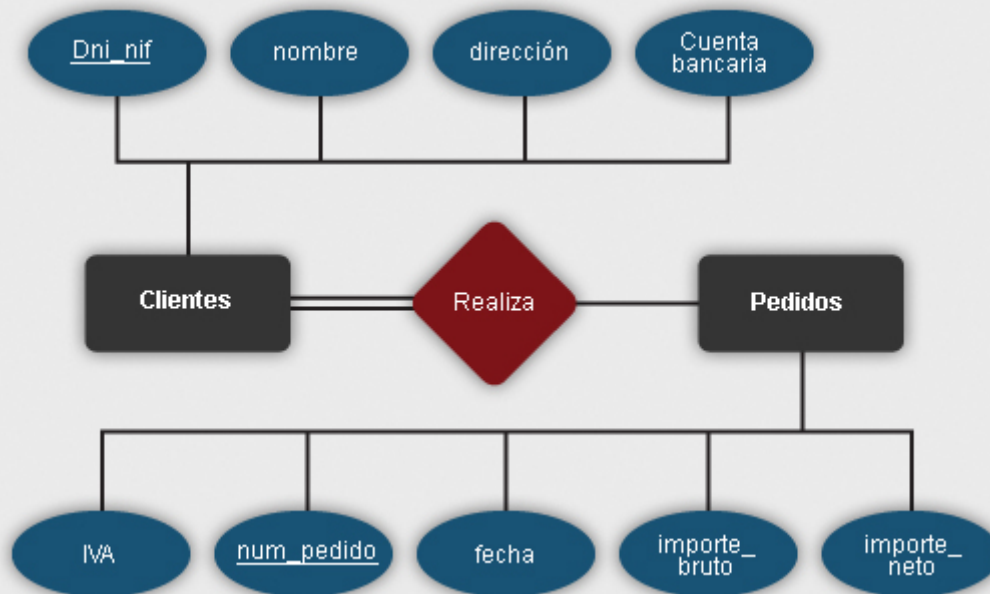 Dni_nif
nombre
dirección
Cuenta
bancaria
Clientes
Realiza
Pedidos
IVA
num_pedido
fecha
importe_
bruto
importe_
neto